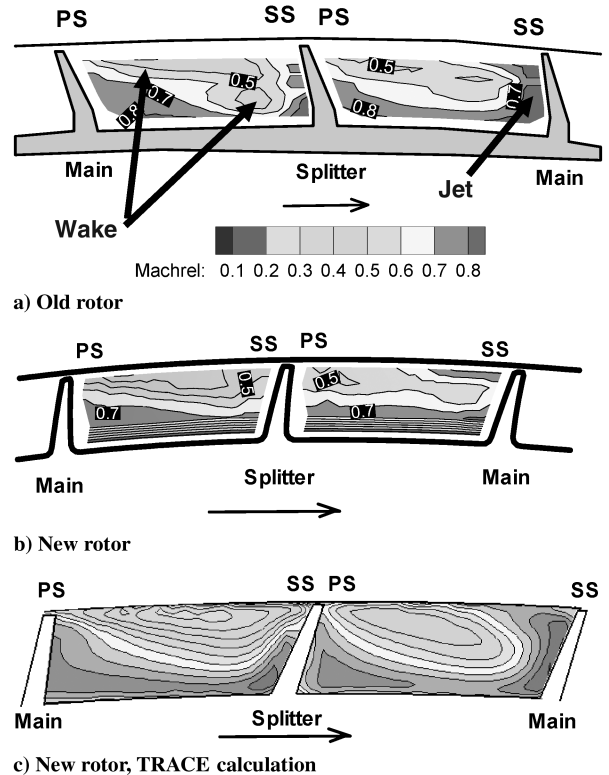 PS SS PS SS
0.5 0.5
0.8 0.7 0.8 0.7
Main Splitter Main
Wake Jet
Machrel: 0.1 0.2 0.3 0.4 0.5 0.6 0.7 0.8
a) Old rotor
PS SS PS SS
0.5 0.5
0.7 0.7
Main Splitter Main
b) New rotor
PS SS PS SS
Main Splitter Main
c) New rotor, TRACE calculation